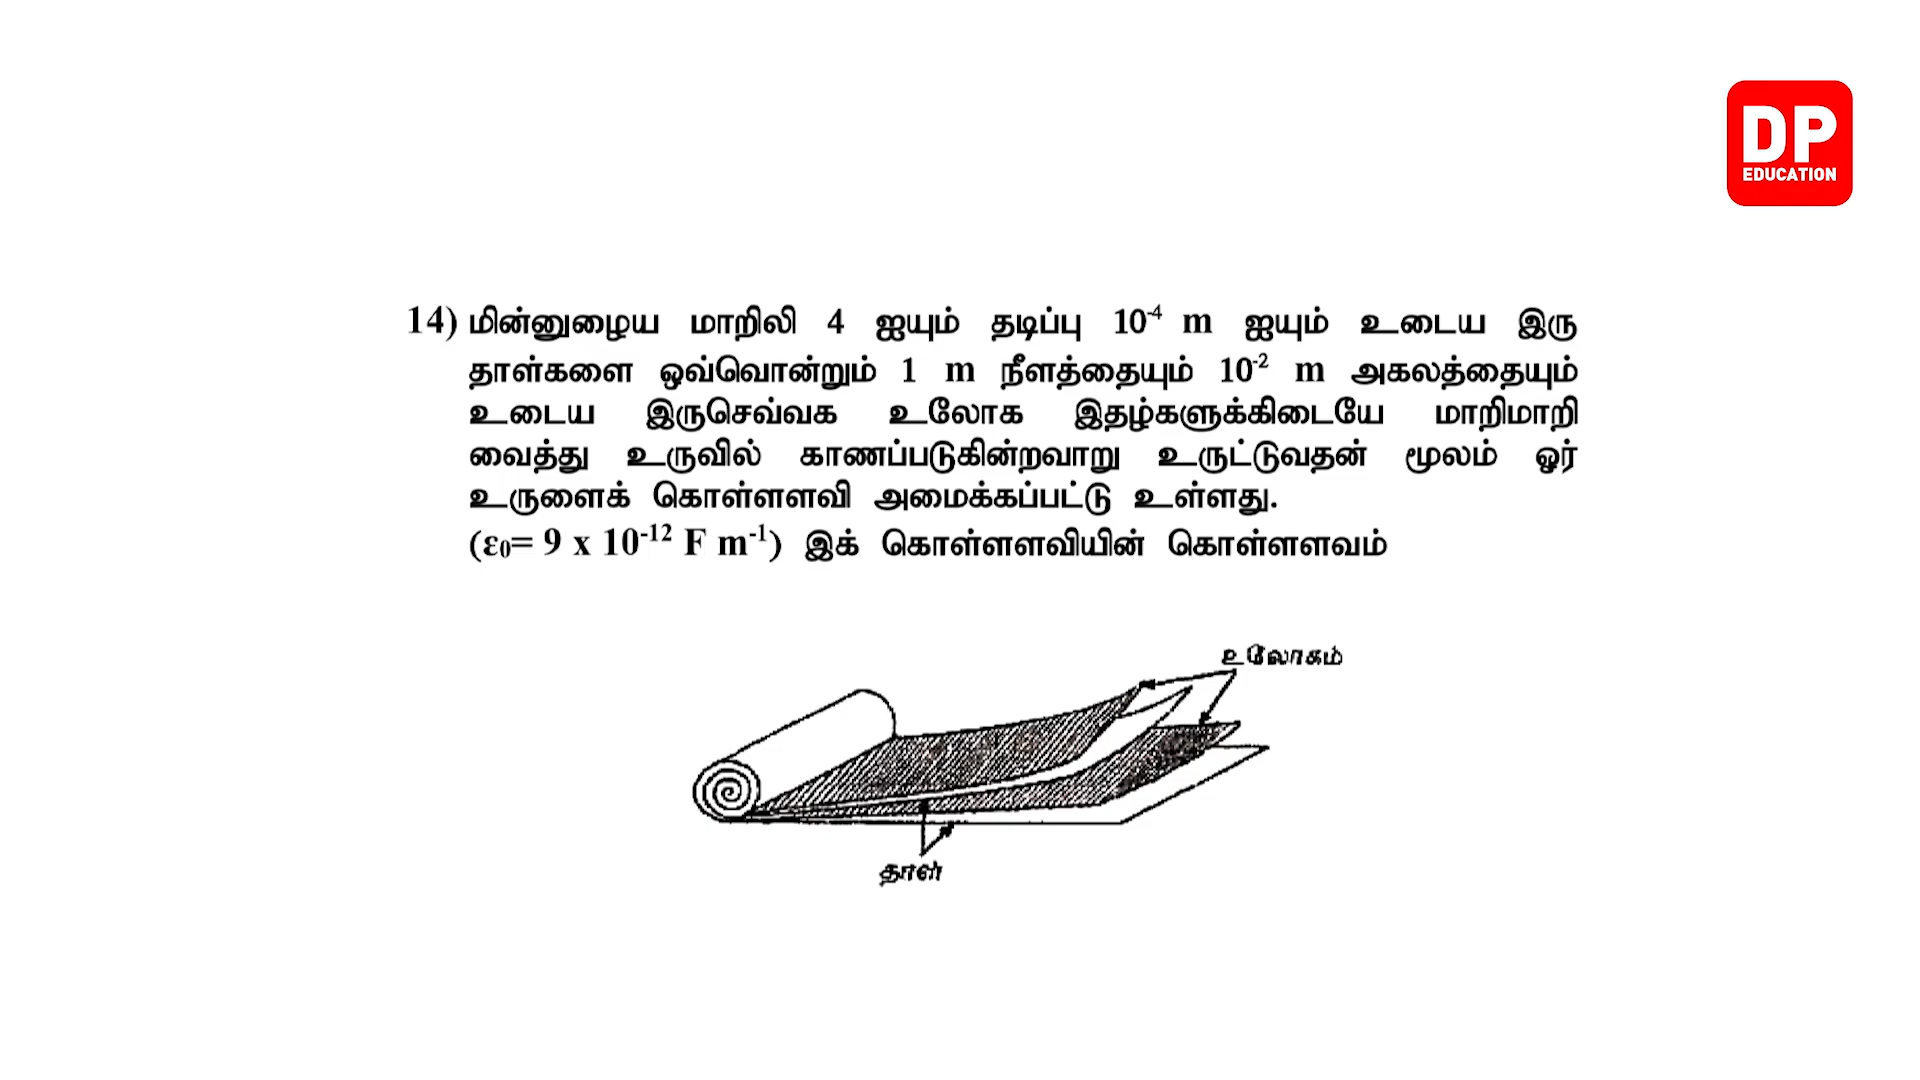 DP
EDUCATION
14) மின்னுழைய மாறிலி 4 ஐயும் தடிப்பு 10⁻⁴ m ஐயும் உடைய இரு
தாள்களை ஒவ்வொன்றும் 1 m நீளத்தையும் 10⁻² m அகலத்தையும்
உடைய இருசெவ்வக உலோக இதழ்களுக்கிடையே மாறிமாறி
வைத்து உருவில் காணப்படுகின்றவாறு உருட்டுவதன் மூலம் ஓர்
உருளைக் கொள்ளளவி அமைக்கப்பட்டு உள்ளது.
(ε₀= 9 x 10⁻¹² F m⁻¹) இக் கொள்ளளவியின் கொள்ளளவம்
உலோகம்
தாள்